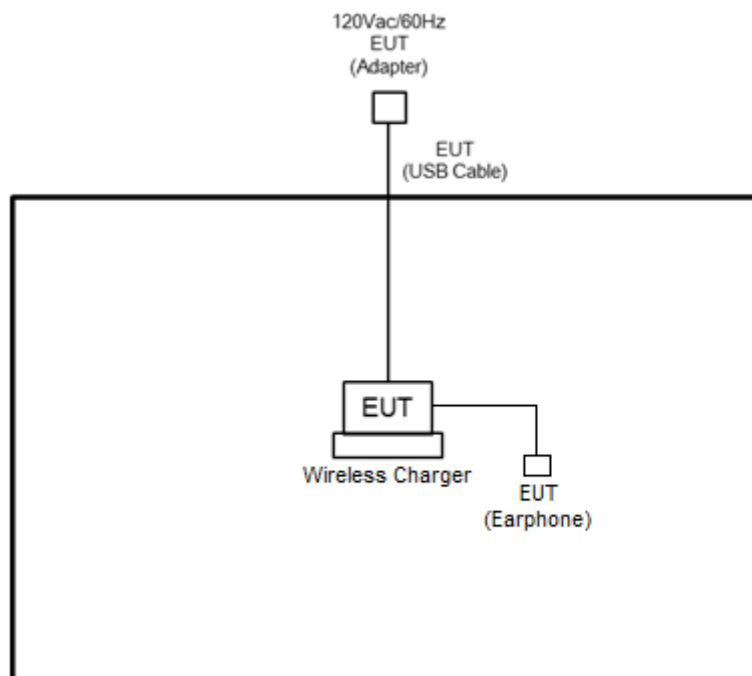 120Vac/60Hz
EUT
(Adapter)
EUT
(USB Cable)
EUT
Wireless Charger
EUT
(Earphone)